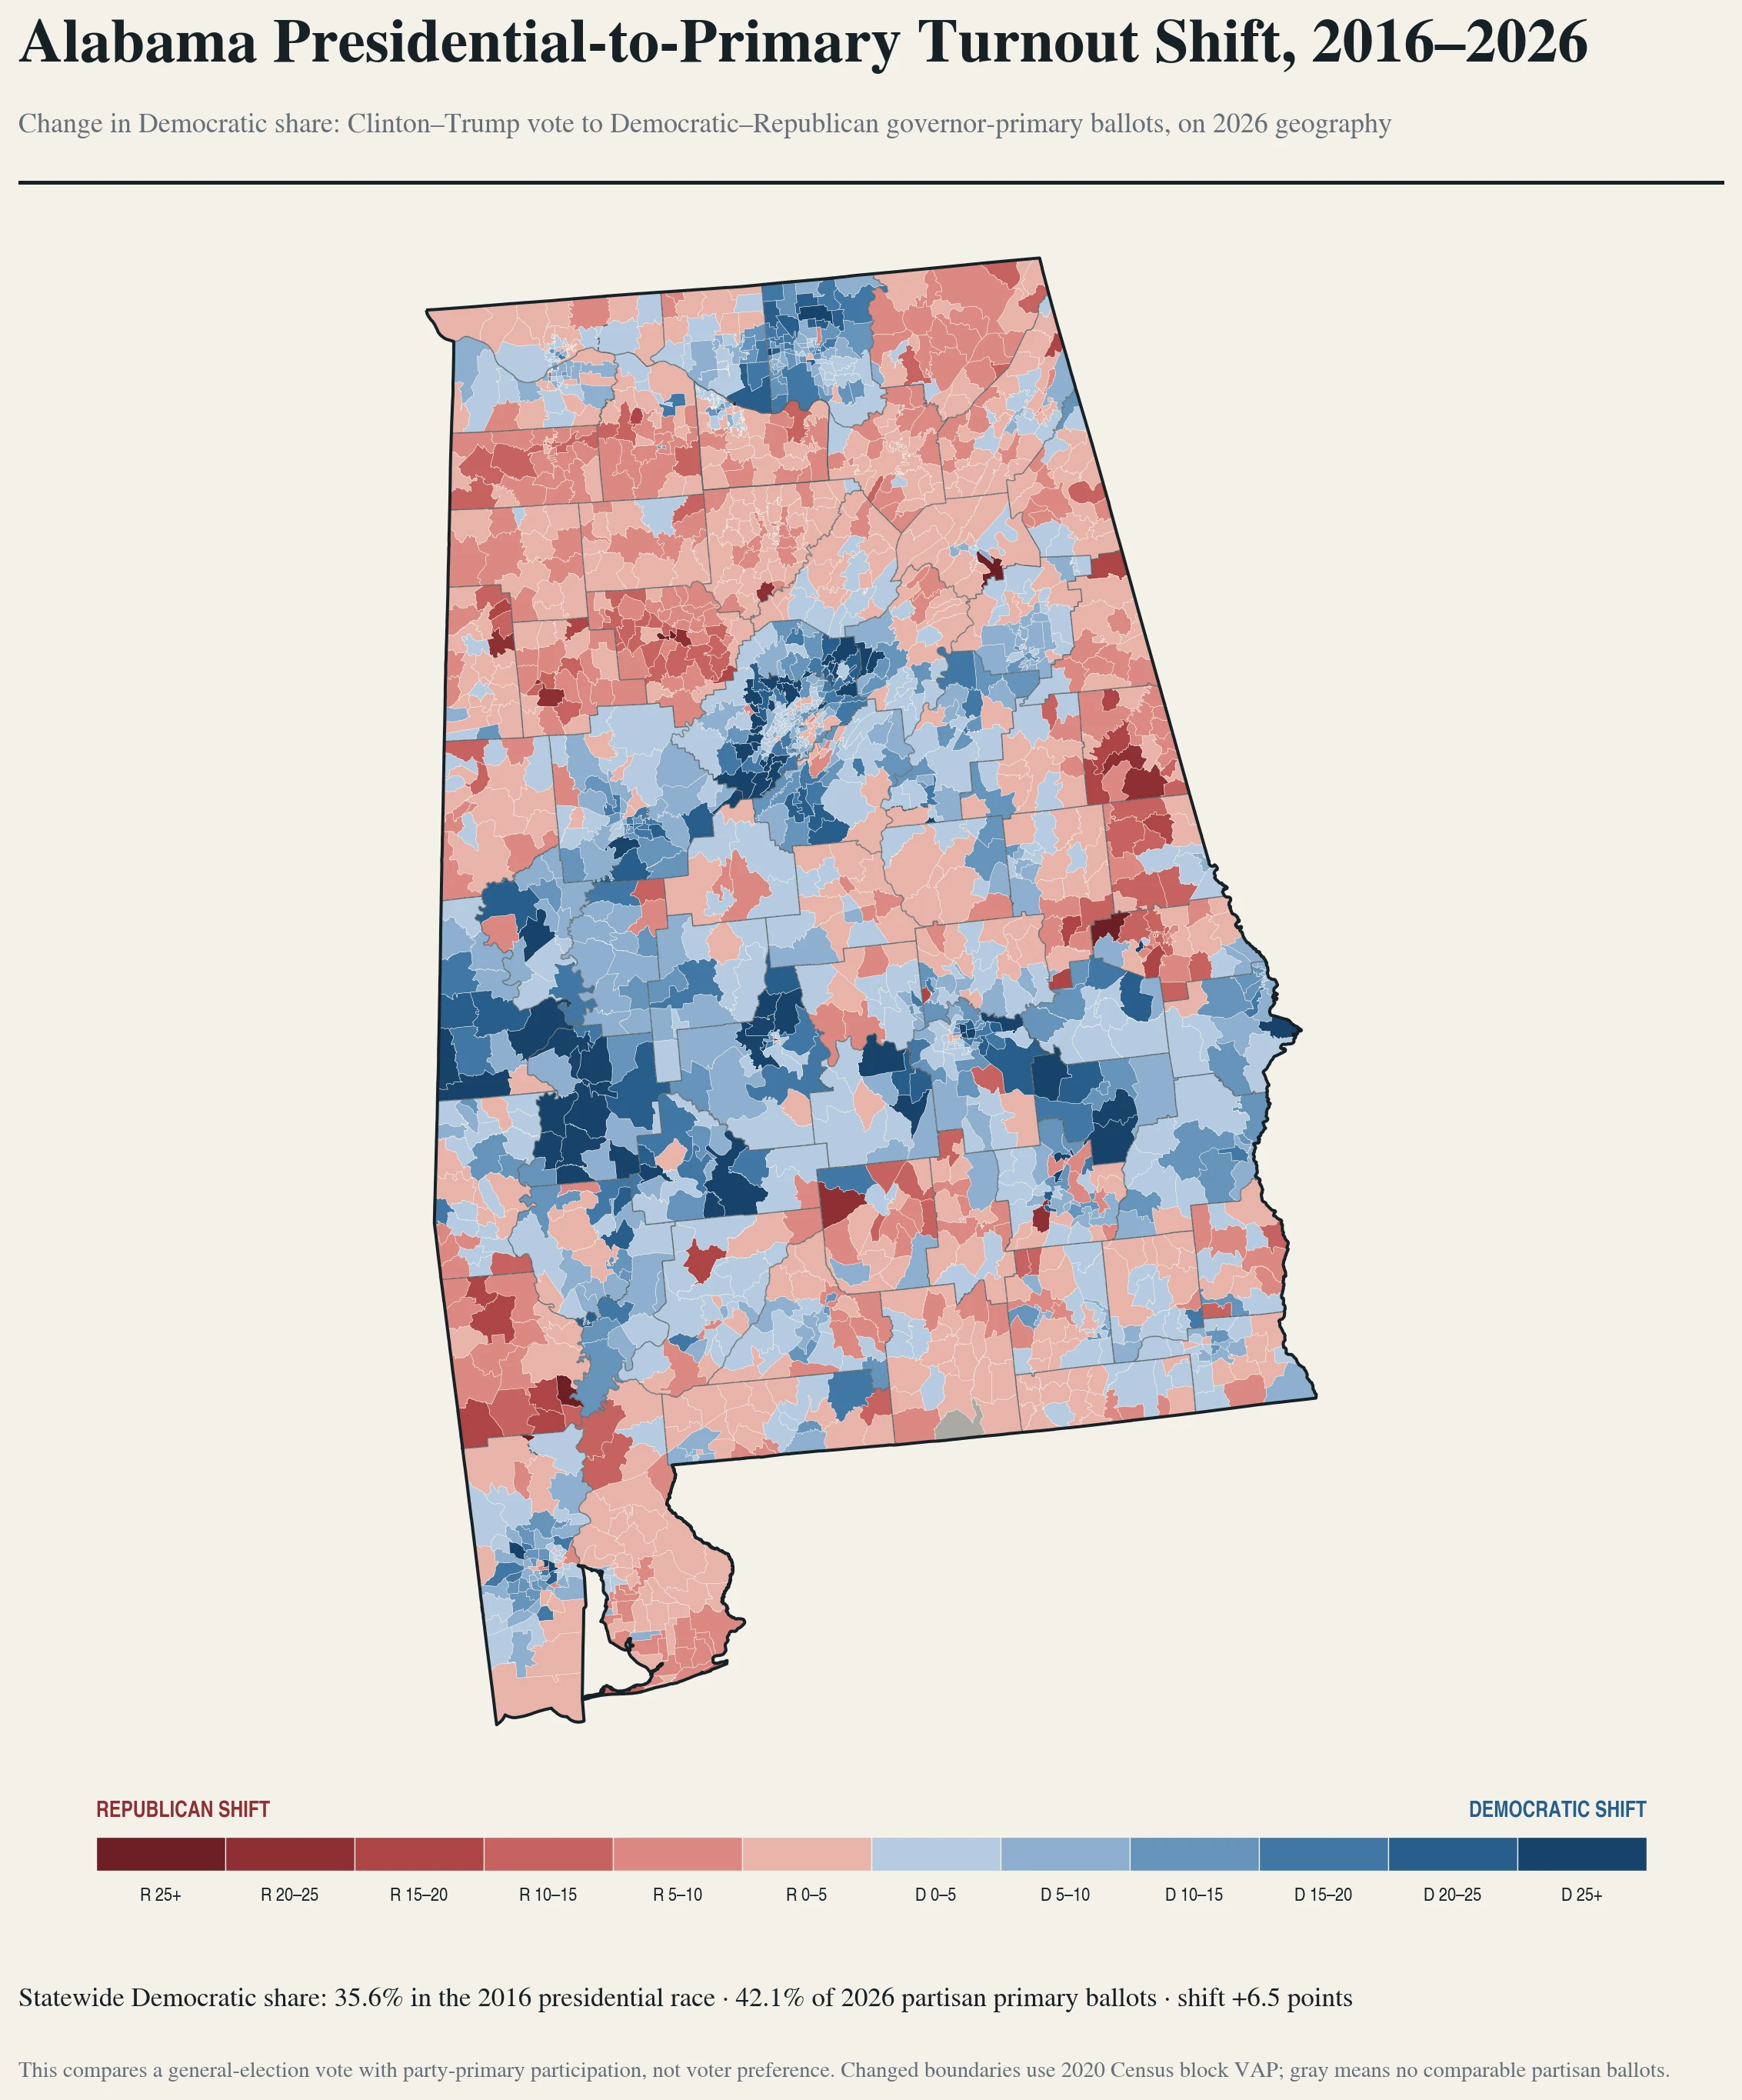 Alabama Presidential-to-Primary Turnout Shift, 2016–2026
Change in Democratic share: Clinton–Trump vote to Democratic–Republican governor-primary ballots, on 2026 geography
REPUBLICAN SHIFT
DEMOCRATIC SHIFT
R 25+
R 20–25
R 15–20
R 10–15
R 5–10
R 0–5
D 0–5
D 5–10
D 10–15
D 15–20
D 20–25
D 25+
Statewide Democratic share: 35.6% in the 2016 presidential race · 42.1% of 2026 partisan primary ballots · shift +6.5 points
This compares a general-election vote with party-primary participation, not voter preference. Changed boundaries use 2020 Census block VAP; gray means no comparable partisan ballots.